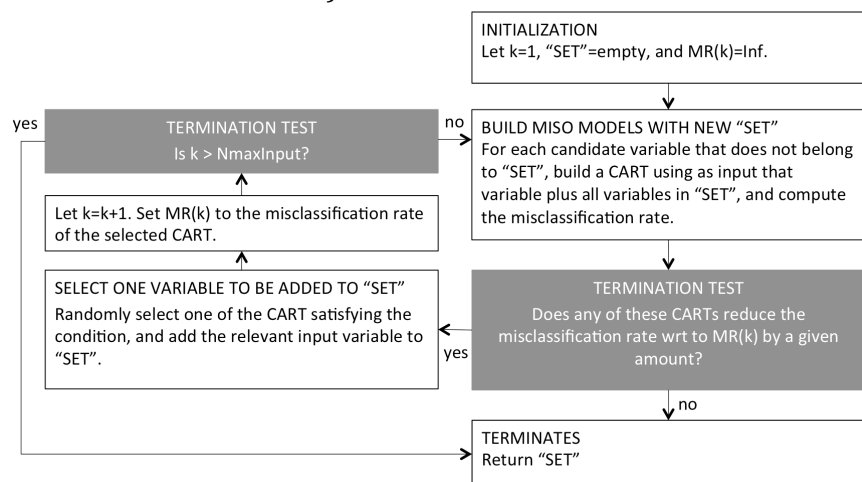 INITIALIZATION
Let k=1, “SET”=empty, and MR(k)=Inf.
BUILD MISO MODELS WITH NEW “SET”
For each candidate variable that does not belong
to “SET”, build a CART using as input that
variable plus all variables in “SET”, and compute
the misclassification rate.
TERMINATION TEST
Does any of these CARTs reduce the
misclassification rate wrt to MR(k) by a given
amount?
yes
no
SELECT ONE VARIABLE TO BE ADDED TO “SET”
Randomly select one of the CART satisfying the
condition, and add the relevant input variable to
“SET”.
Let k=k+1. Set MR(k) to the misclassification rate
of the selected CART.
TERMINATION TEST
Is k > NmaxInput?
yes
no
TERMINATES
Return “SET”